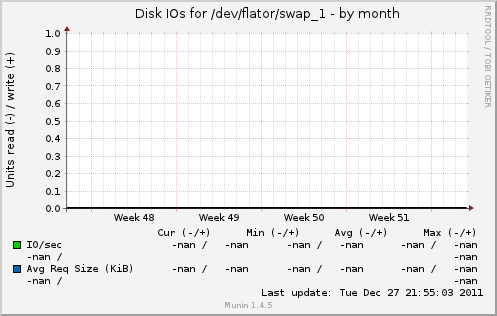 Disk IOs for /dev/flator/swap_1 - by month
RRDTOOL / TOBI OETIKER
Units read (-) / write (+)
1.0
0.9
0.8
0.7
0.6
0.5
0.4
0.3
0.2
0.1
0.0
Week 48 Week 49 Week 50 Week 51
Cur (-/+) Min (-/+) Avg (-/+) Max (-/+)
IO/sec -nan / -nan -nan / -nan -nan / -nan -nan / -nan
-nan / -nan
Avg Req Size (KiB) -nan / -nan -nan / -nan -nan / -nan -nan / -nan
-nan / -nan
Last update: Tue Dec 27 21:55:03 2011
Munin 1.4.5